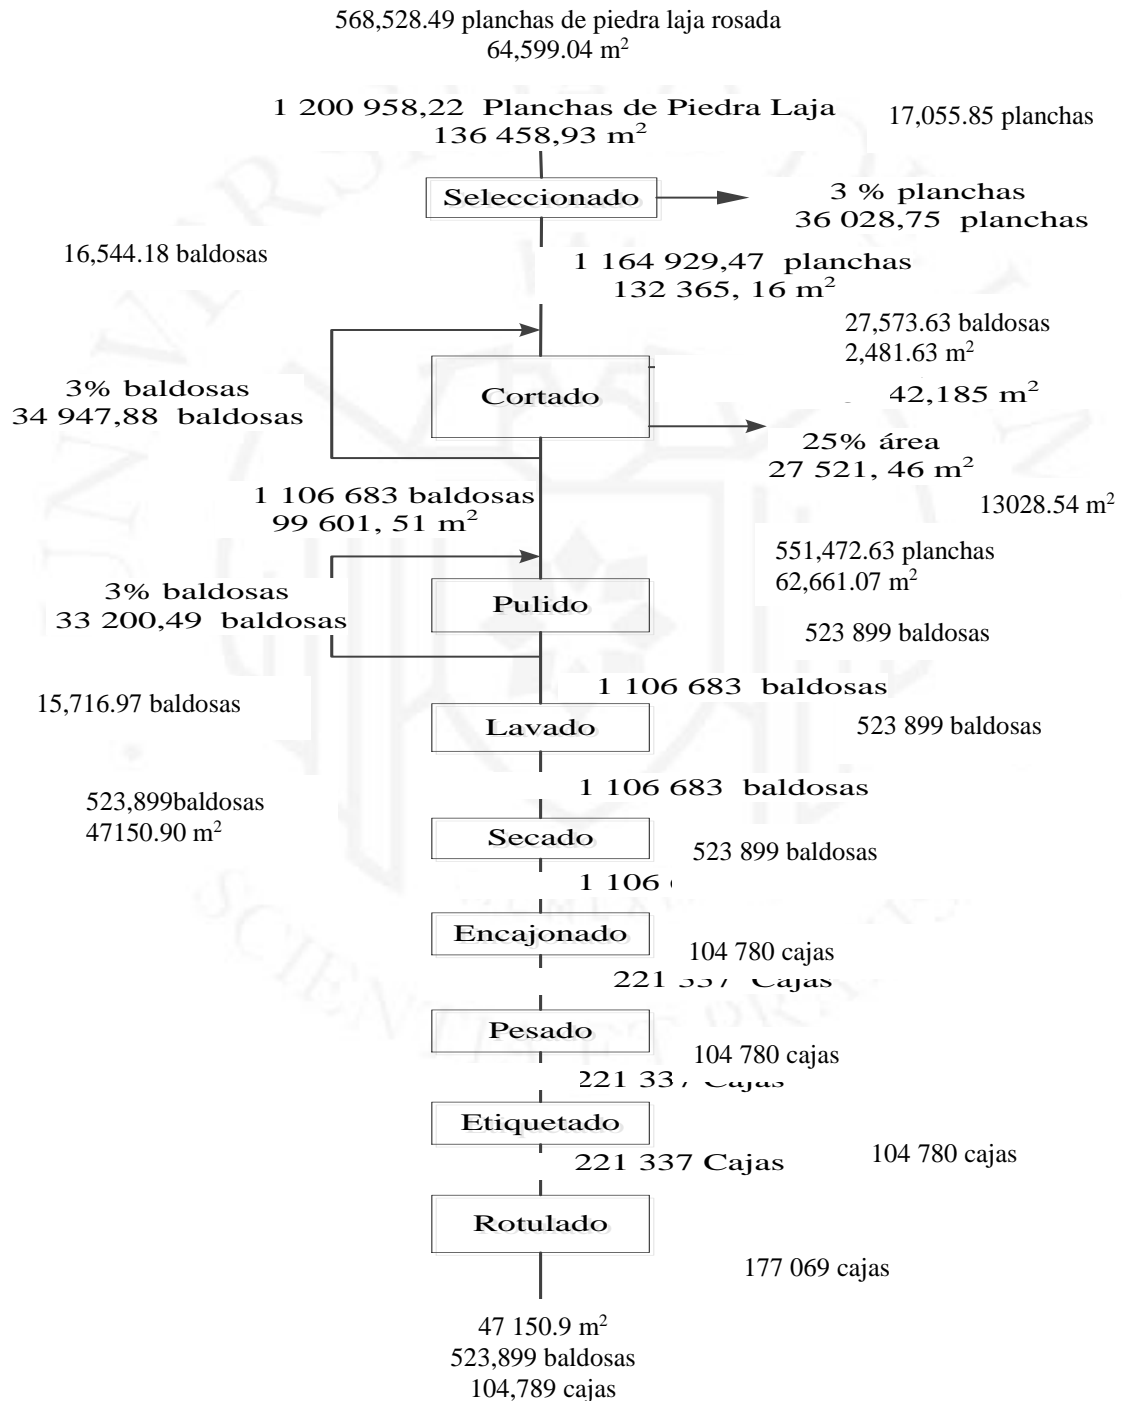 568,528.49 planchas de piedra laja rosada
64,599.04 m²
1 200 958,22 Planchas de Piedra Laja
136 458,93 m²
17,055.85 planchas
Seleccionado
3 % planchas
36 028,75 planchas
16,544.18 baldosas
1 164 929,47 planchas
132 365, 16 m²
27,573.63 baldosas
2,481.63 m²
3% baldosas
34 947,88 baldosas
Cortado
42,185 m²
25% área
27 521, 46 m²
1 106 683 baldosas
99 601, 51 m²
13028.54 m²
551,472.63 planchas
62,661.07 m²
3% baldosas
33 200,49 baldosas
Pulido
523 899 baldosas
1 106 683 baldosas
15,716.97 baldosas
Lavado
523 899 baldosas
1 106 683 baldosas
523,899baldosas
47150.90 m²
Secado
523 899 baldosas
1 106
Encajonado
104 780 cajas
221 337 Cajas
Pesado
104 780 cajas
221 337 Cajas
Etiquetado
221 337 Cajas
104 780 cajas
Rotulado
177 069 cajas
47 150.9 m²
523,899 baldosas
104,789 cajas